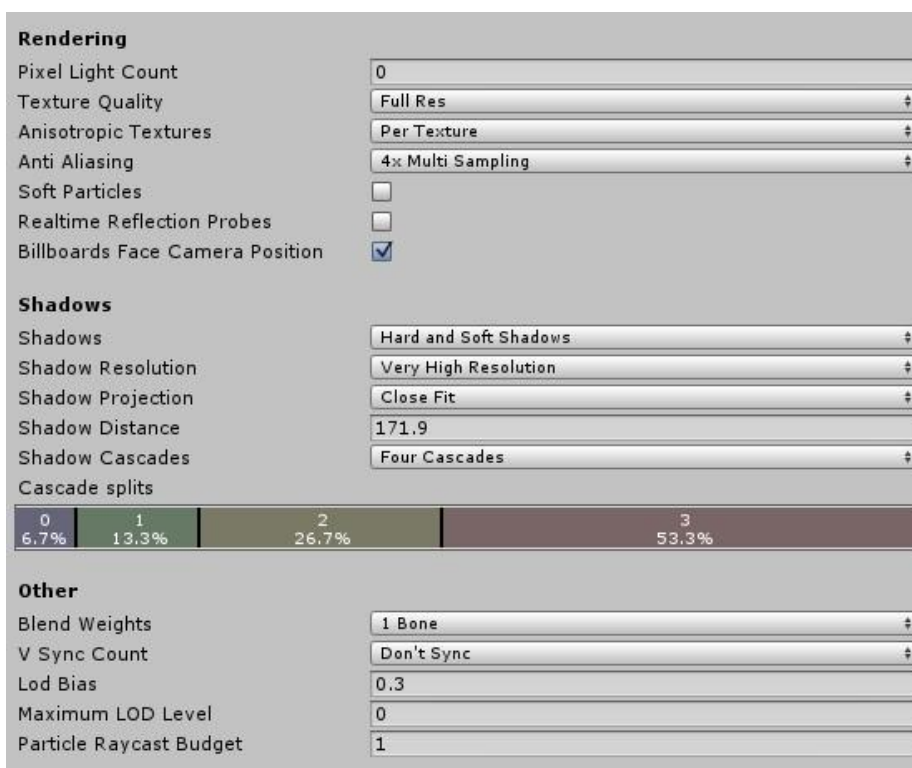 Rendering
Pixel Light Count 0
Texture Quality Full Res
Anisotropic Textures Per Texture
Anti Aliasing 4x Multi Sampling
Soft Particles
Realtime Reflection Probes
Billboards Face Camera Position
Shadows
Shadows Hard and Soft Shadows
Shadow Resolution Very High Resolution
Shadow Projection Close Fit
Shadow Distance 171.9
Shadow Cascades Four Cascades
Cascade splits
0 1 2 3
6.7% 13.3% 26.7% 53.3%
Other
Blend Weights 1 Bone
V Sync Count Don't Sync
Lod Bias 0.3
Maximum LOD Level 0
Particle Raycast Budget 1